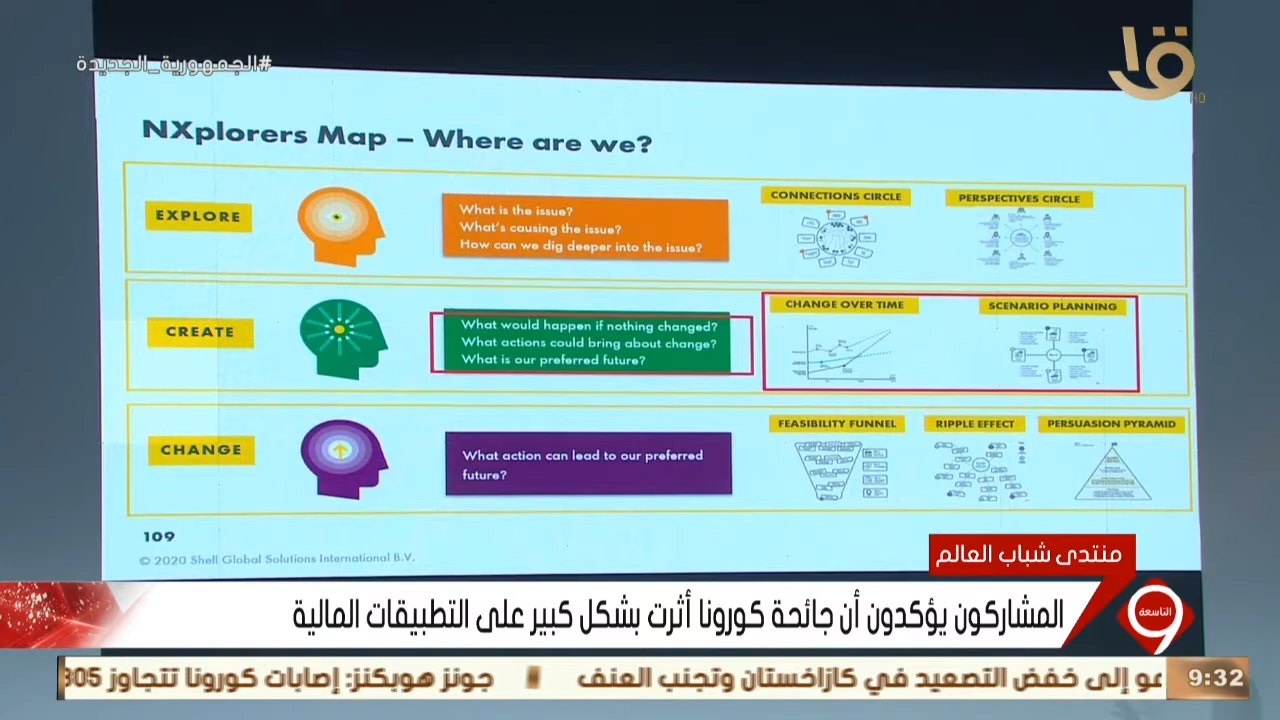 #الجمهورية_الجديدة
NXplorers Map – Where are we?
EXPLORE
What is the issue?
What's causing the issue?
How can we dig deeper into the issue?
CONNECTIONS CIRCLE
PERSPECTIVES CIRCLE
CREATE
What would happen if nothing changed?
What actions could bring about change?
What is our preferred future?
CHANGE OVER TIME
SCENARIO PLANNING
CHANGE
What action can lead to our preferred
future?
FEASIBILITY FUNNEL
RIPPLE EFFECT
PERSUASION PYRAMID
109
© 2020 Shell Global Solutions International B.V.
منتدى شباب العالم
المشاركون يؤكدون أن جائحة كورونا أثرت بشكل كبير على التطبيقات المالية
التاسعة
9
إلى خفض التصعيد في كازاخستان وتجنب العنف
جونز هوبكنز: إصابات كورونا تتجاوز 305
9:32